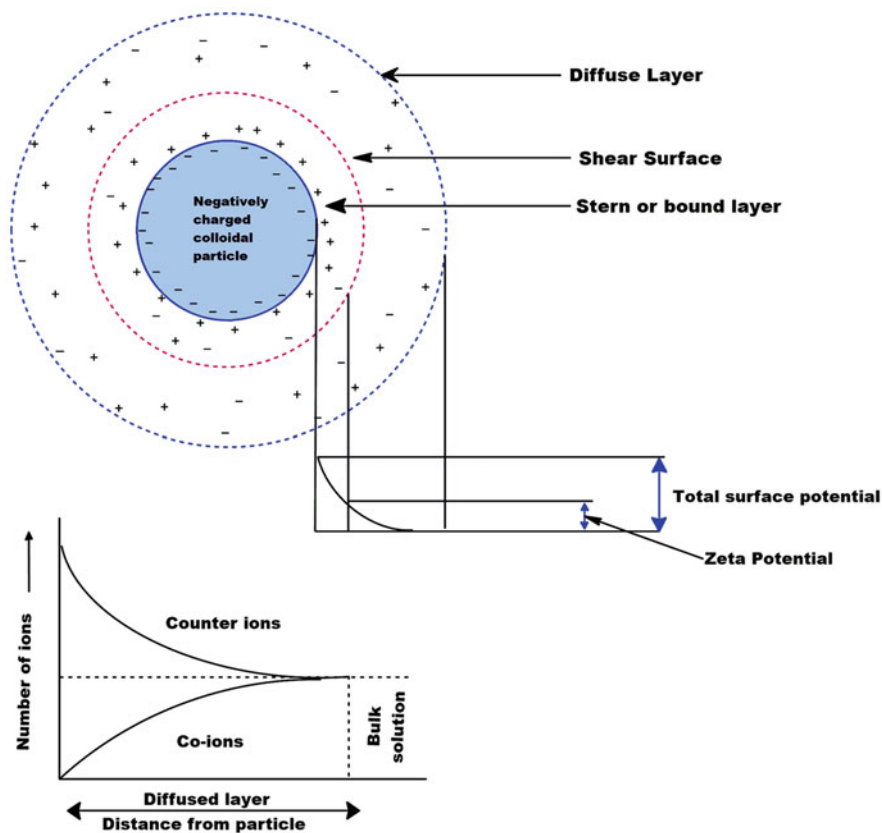 Diffuse Layer
Shear Surface
Stern or bound layer
Negatively
charged
colloidal
particle
Total surface potential
Zeta Potential
Number of ions
Counter ions
Co-ions
Bulk
solution
Diffused layer
Distance from particle